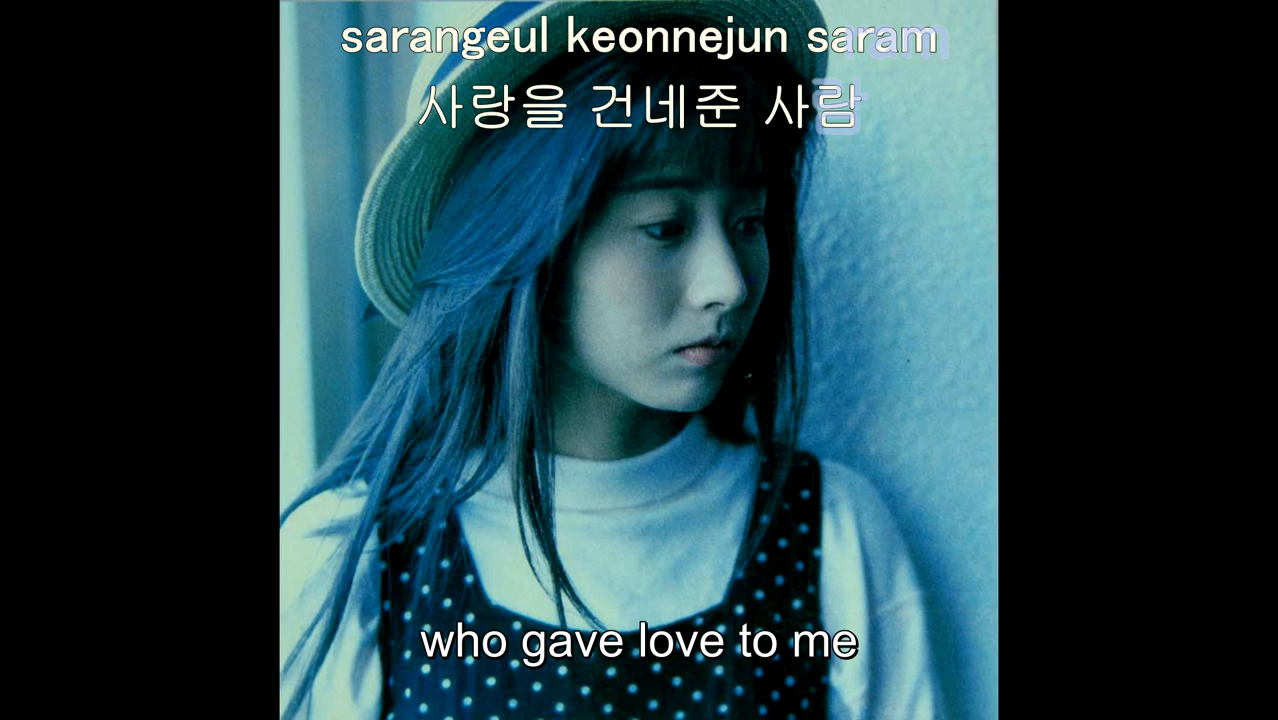 sarangeul keonnejun saram
사랑을 건네준 사람
who gave love to me